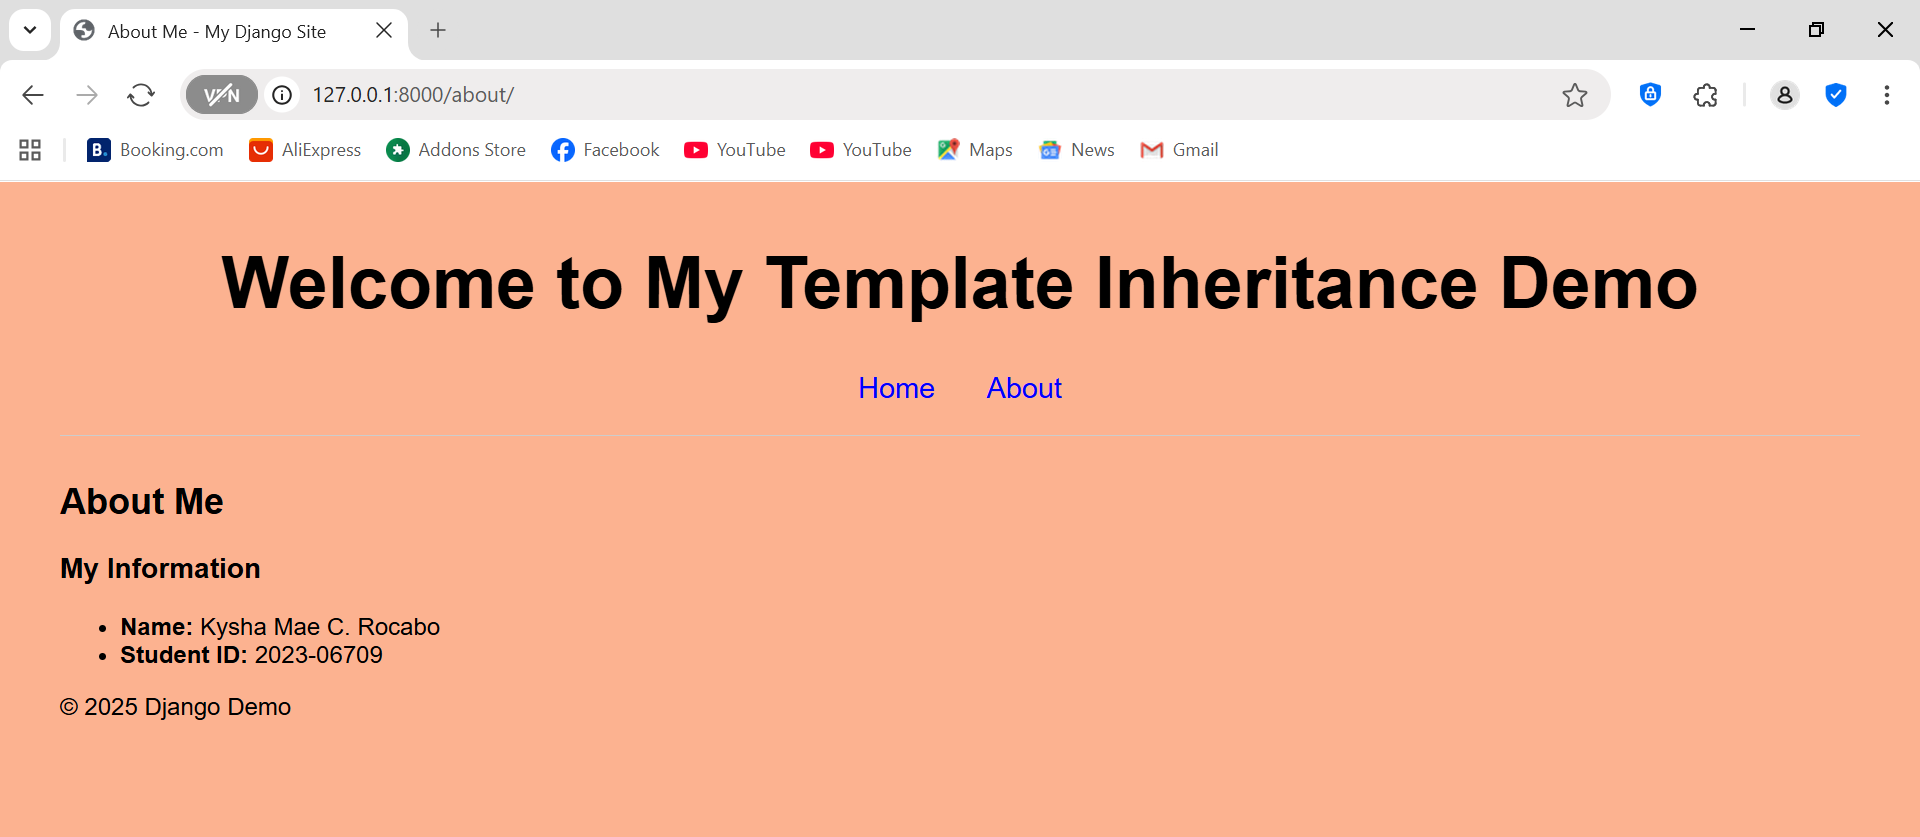 About Me - My Django Site
VPN 127.0.0.1:8000/about/
B. Booking.com AliExpress Addons Store Facebook YouTube YouTube Maps News Gmail
Welcome to My Template Inheritance Demo
Home About
About Me
My Information
• Name: Kysha Mae C. Rocabo
• Student ID: 2023-06709
© 2025 Django Demo